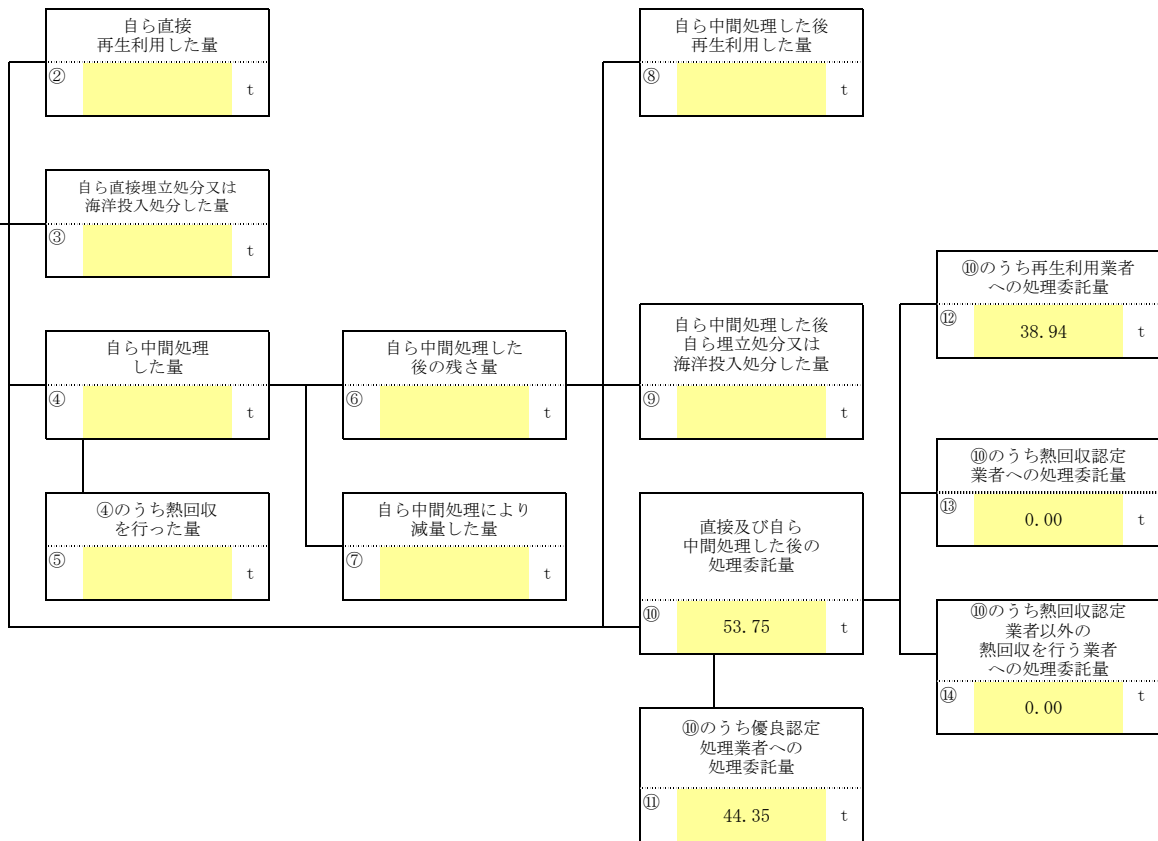 自ら直接
再生利用した量
②
t
自ら直接埋立処分又は
海洋投入処分した量
③
t
自ら中間処理
した量
④
t
④のうち熱回収
を行った量
⑤
t
自ら中間処理した
後の残さ量
⑥
t
自ら中間処理により
減量した量
⑦
t
自ら中間処理した後
再生利用した量
⑧
t
自ら中間処理した後
自ら埋立処分又は
海洋投入処分した量
⑨
t
直接及び自ら
中間処理した後の
処理委託量
⑩
53.75
t
⑩のうち優良認定
処理業者への
処理委託量
⑪
44.35
t
⑩のうち再生利用業者
への処理委託量
⑫
38.94
t
⑩のうち熱回収認定
業者への処理委託量
⑬
0.00
t
⑩のうち熱回収認定
業者以外の
熱回収を行う業者
への処理委託量
⑭
0.00
t